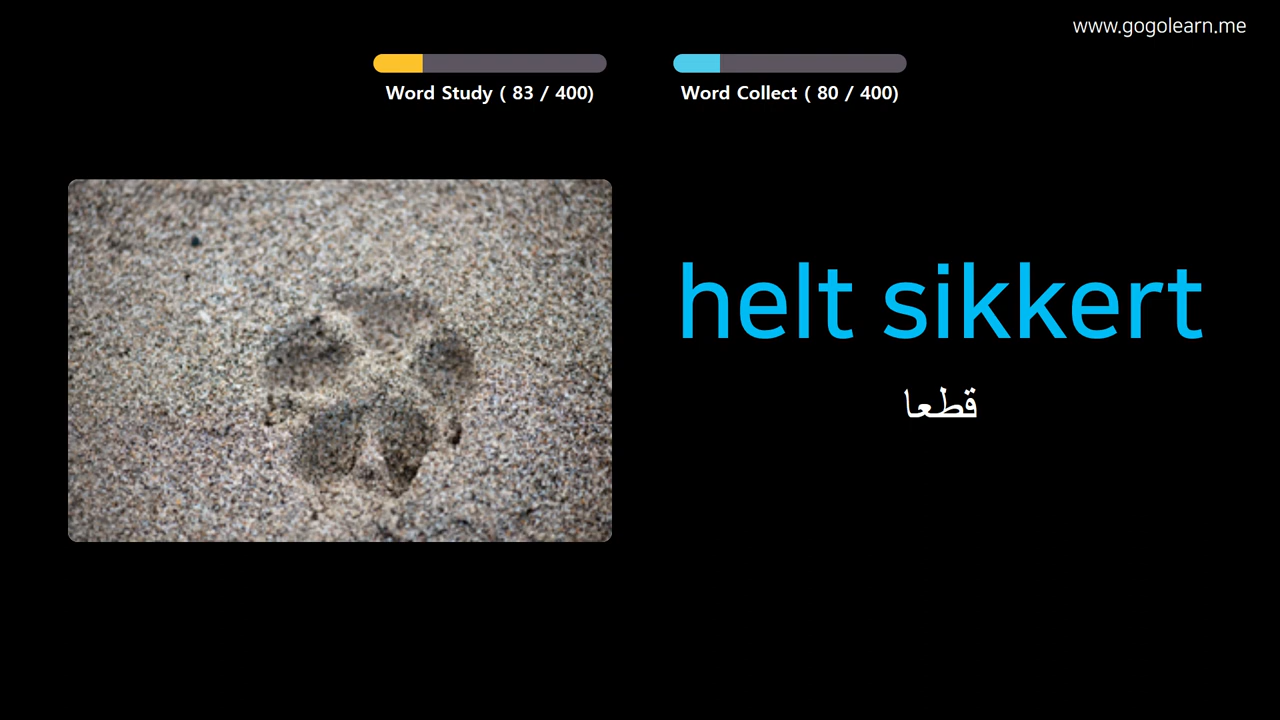 www.gogolearn.me
Word Study ( 83 / 400)
Word Collect ( 80 / 400)
helt sikkert
قطعا